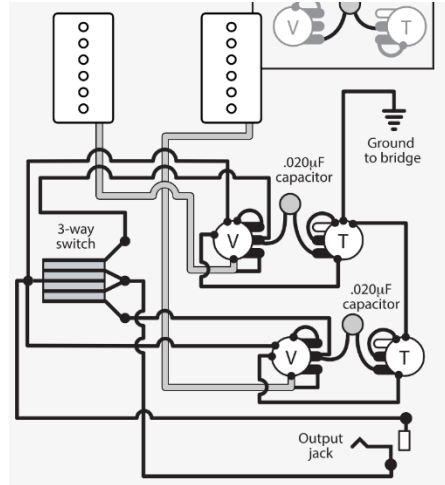 V
T
Ground
to bridge
.020µF
capacitor
3-way
switch
V
T
.020µF
capacitor
V
T
Output
jack